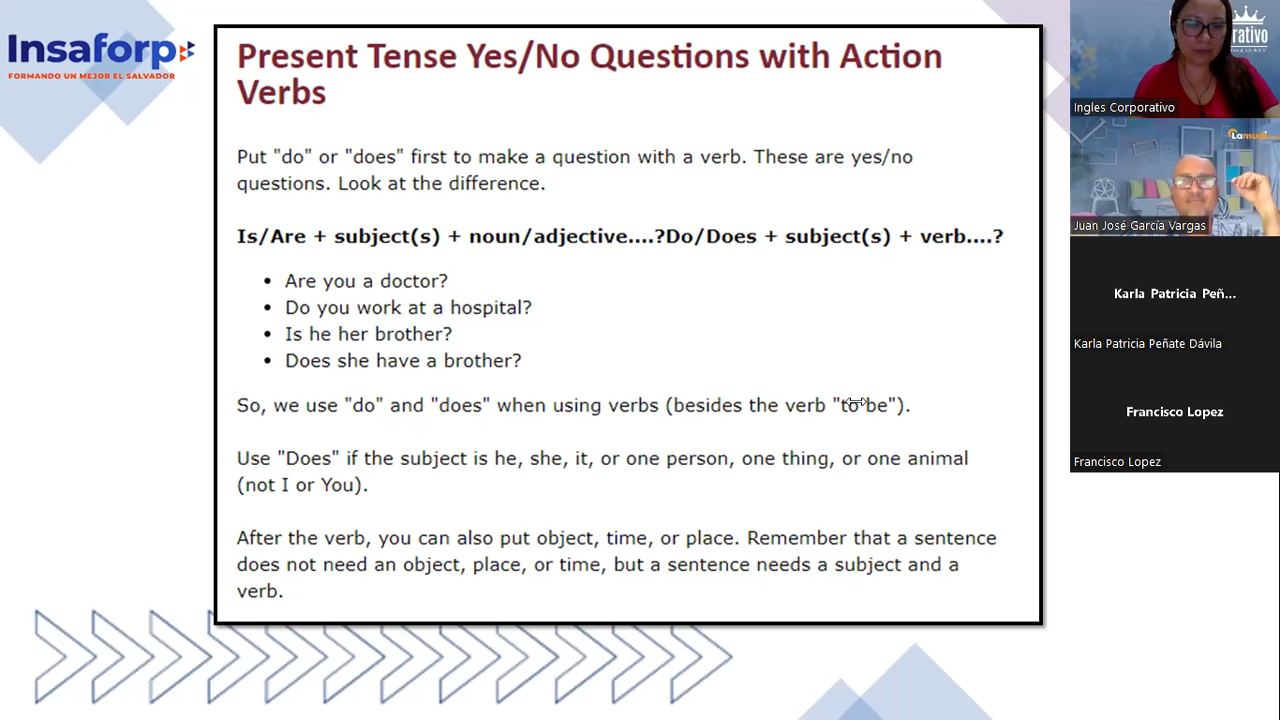 Insaforp
FORMANDO UN MEJOR EL SALVADOR
Present Tense Yes/No Questions with Action
Verbs
Put "do" or "does" first to make a question with a verb. These are yes/no
questions. Look at the difference.
Is/Are + subject(s) + noun/adjective....?Do/Does + subject(s) + verb....?
• Are you a doctor?
• Do you work at a hospital?
• Is he her brother?
• Does she have a brother?
So, we use "do" and "does" when using verbs (besides the verb "to be").
Use "Does" if the subject is he, she, it, or one person, one thing, or one animal
(not I or You).
After the verb, you can also put object, time, or place. Remember that a sentence
does not need an object, place, or time, but a sentence needs a subject and a
verb.
rativo
Ingles Corporativo
Juan José García Vargas
Karla Patricia Peñ...
Karla Patricia Peñate Dávila
Francisco Lopez
Francisco Lopez